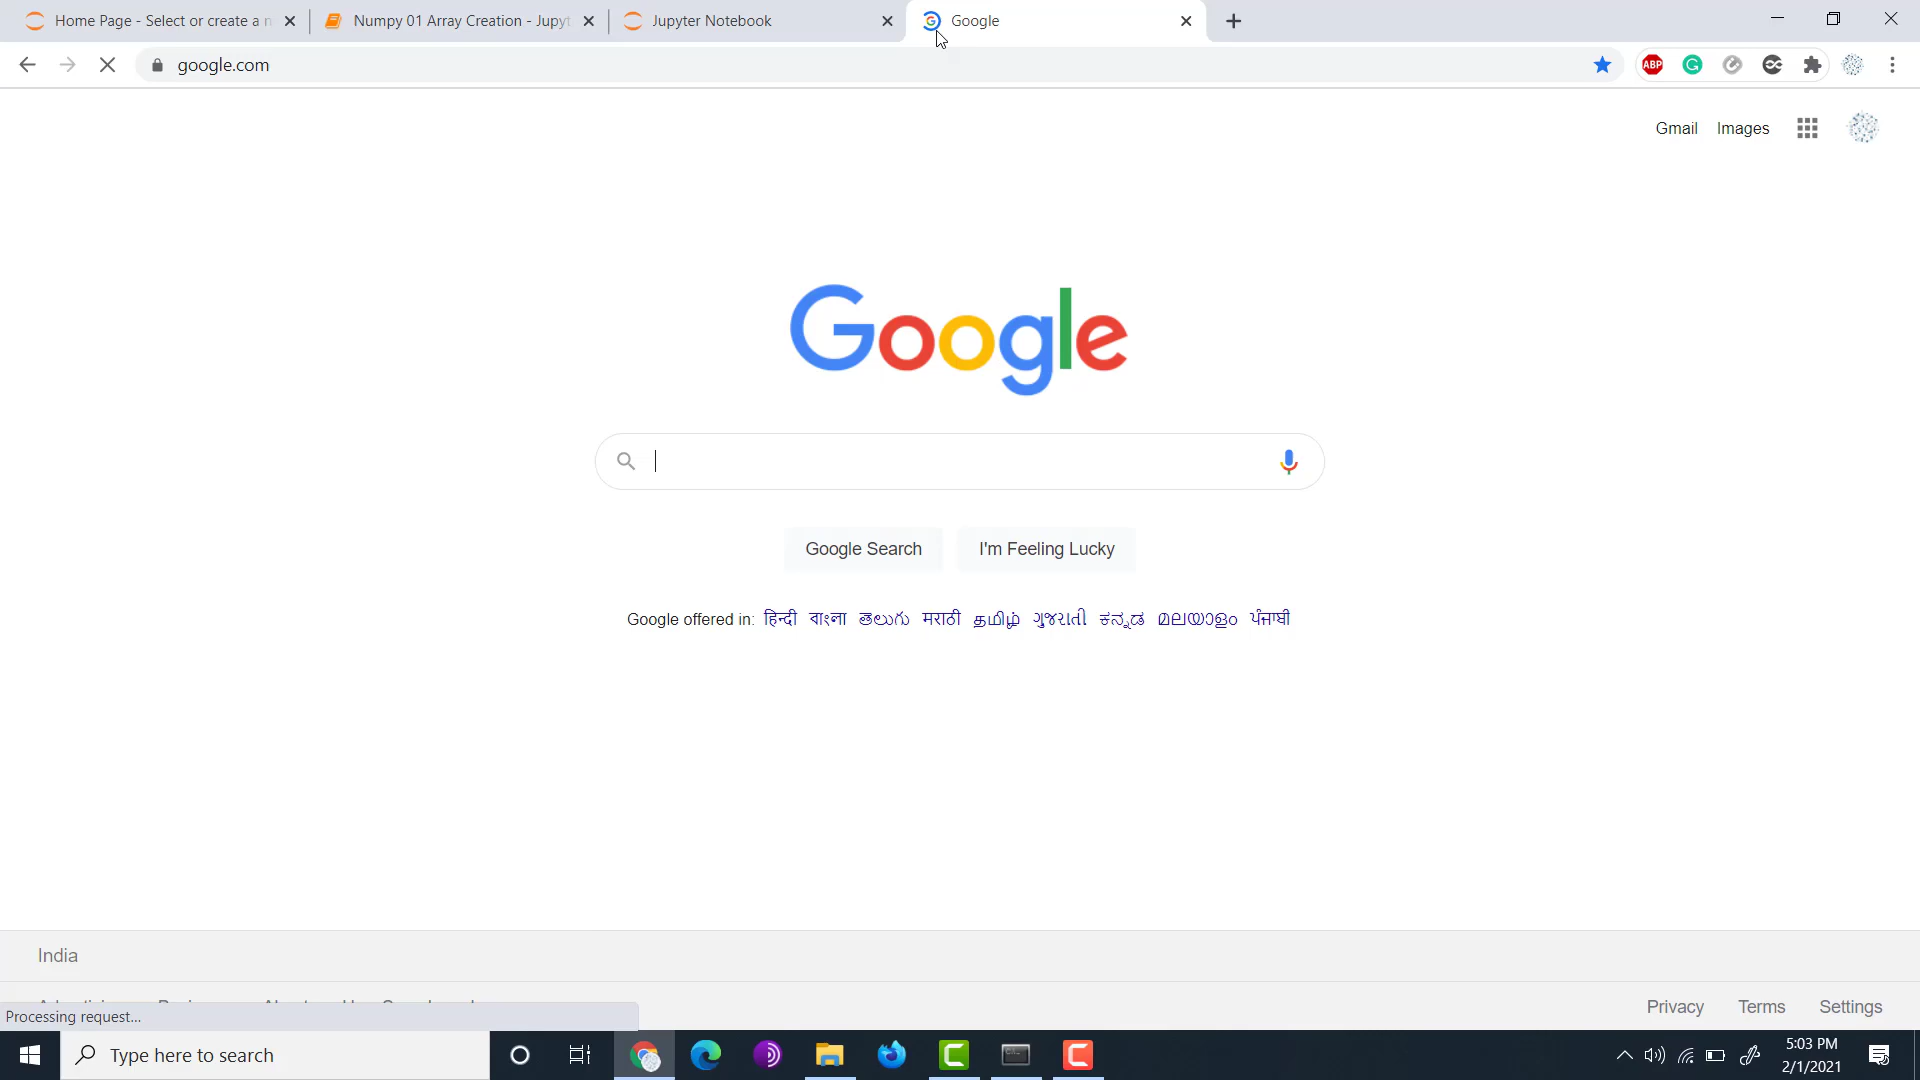 Home Page - Select or create a n
Numpy 01 Array Creation - Jupyt
Jupyter Notebook
Google
google.com
ABP
Gmail
Images
Google
Google Search
I'm Feeling Lucky
Google offered in: हिन्दी বাংলা తెలుగు मराठी தமிழ் ગુજરાતી ಕನ್ನಡ മലയാളം ਪੰਜਾਬੀ
India
Privacy
Terms
Settings
Processing request...
Type here to search
5:03 PM
2/1/2021